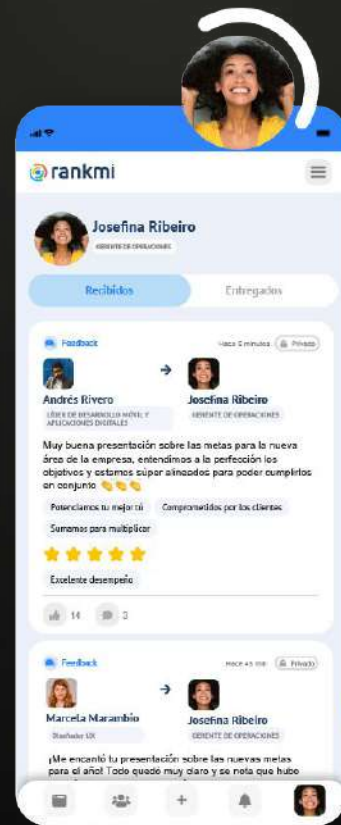 rankmi
Josefina Ribeiro
GERENTE DE OPERACIONES
Recibidos
Entregados
Feedback
Hace 5 minutos
Privado
Andrés Rivero
Josefina Ribeiro
LÍDER DE DESARROLLO MÓVIL Y
APLICACIONES DIGITALES
GERENTE DE OPERACIONES
Muy buena presentación sobre las metas para la nueva
área de la empresa, entendimos a la perfección los
objetivos y estamos súper alineados para poder cumplirlos
en conjunto 👏👏👏
Potenciamos tu mejor tú
Comprometidos por los clientes
Sumamos para multiplicar
Excelente desempeño
14
3
Feedback
Privado
Marcela Marambio
Josefina Ribeiro
Diseñador UX
GERENTE DE OPERACIONES
¡Me encantó tu presentación sobre las nuevas metas
para el año! Todo quedó muy claro y se nota que hubo